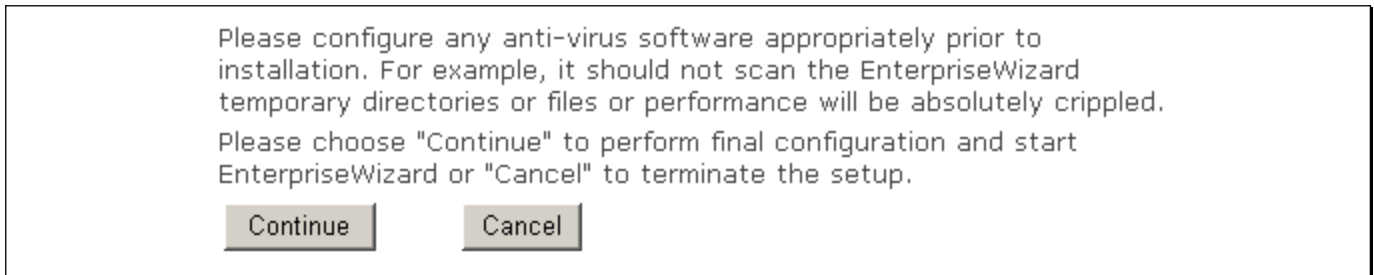 Please configure any anti-virus software appropriately prior to
installation. For example, it should not scan the EnterpriseWizard
temporary directories or files or performance will be absolutely crippled.
Please choose "Continue" to perform final configuration and start
EnterpriseWizard or "Cancel" to terminate the setup.
Continue
Cancel